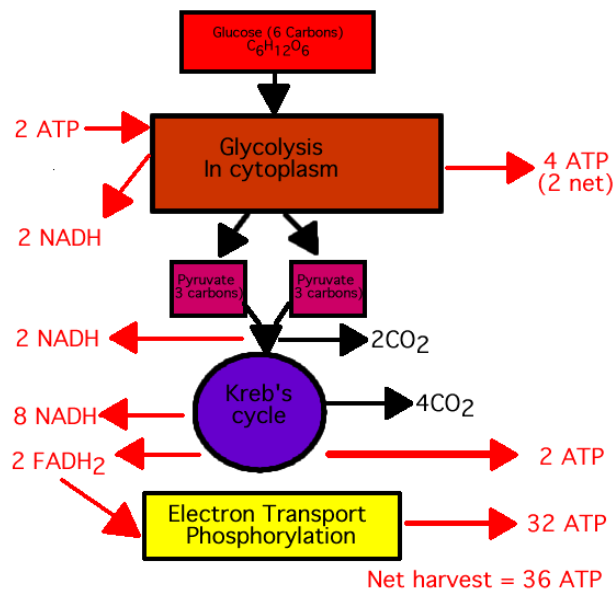 Glucose (6 Carbons)
C6H12O6
2 ATP
Glycolysis
In cytoplasm
4 ATP
(2 net)
2 NADH
Pyruvate
3 carbons)
Pyruvate
3 carbons)
2 NADH
2CO2
Kreb's
cycle
8 NADH
4CO2
2 FADH2
2 ATP
Electron Transport
Phosphorylation
32 ATP
Net harvest = 36 ATP